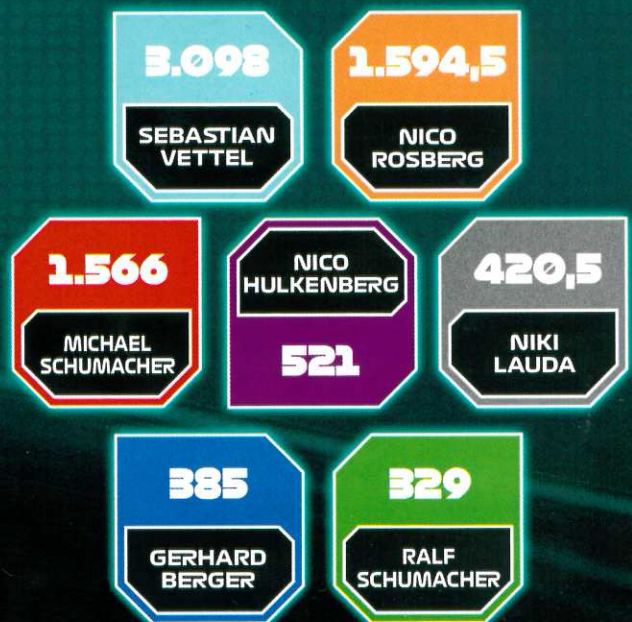 3.098
SEBASTIAN
VETTEL
1.594,5
NICO
ROSBERG
1.566
MICHAEL
SCHUMACHER
NICO
HULKENBERG
521
420,5
NIKI
LAUDA
385
GERHARD
BERGER
329
RALF
SCHUMACHER